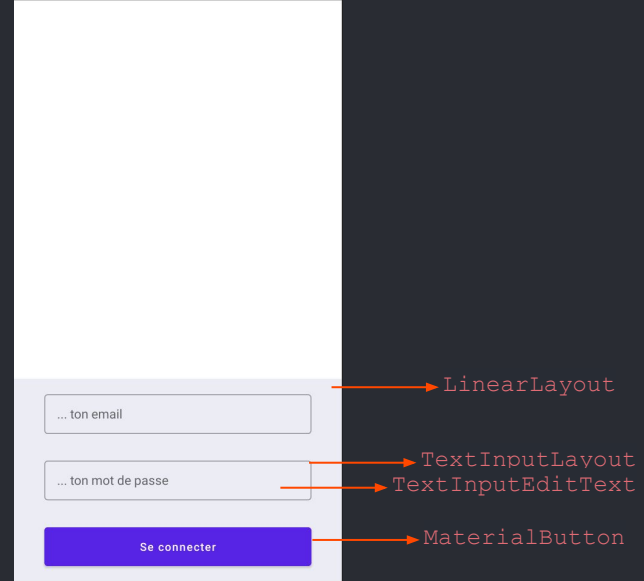 LinearLayout
... ton email
TextInputLayout
... ton mot de passe
TextInputEditText
Se connecter
MaterialButton